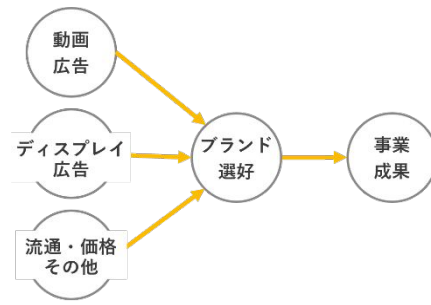 動画
広告
ディスプレイ
広告
流通・価格
その他
ブランド
選好
事業
成果